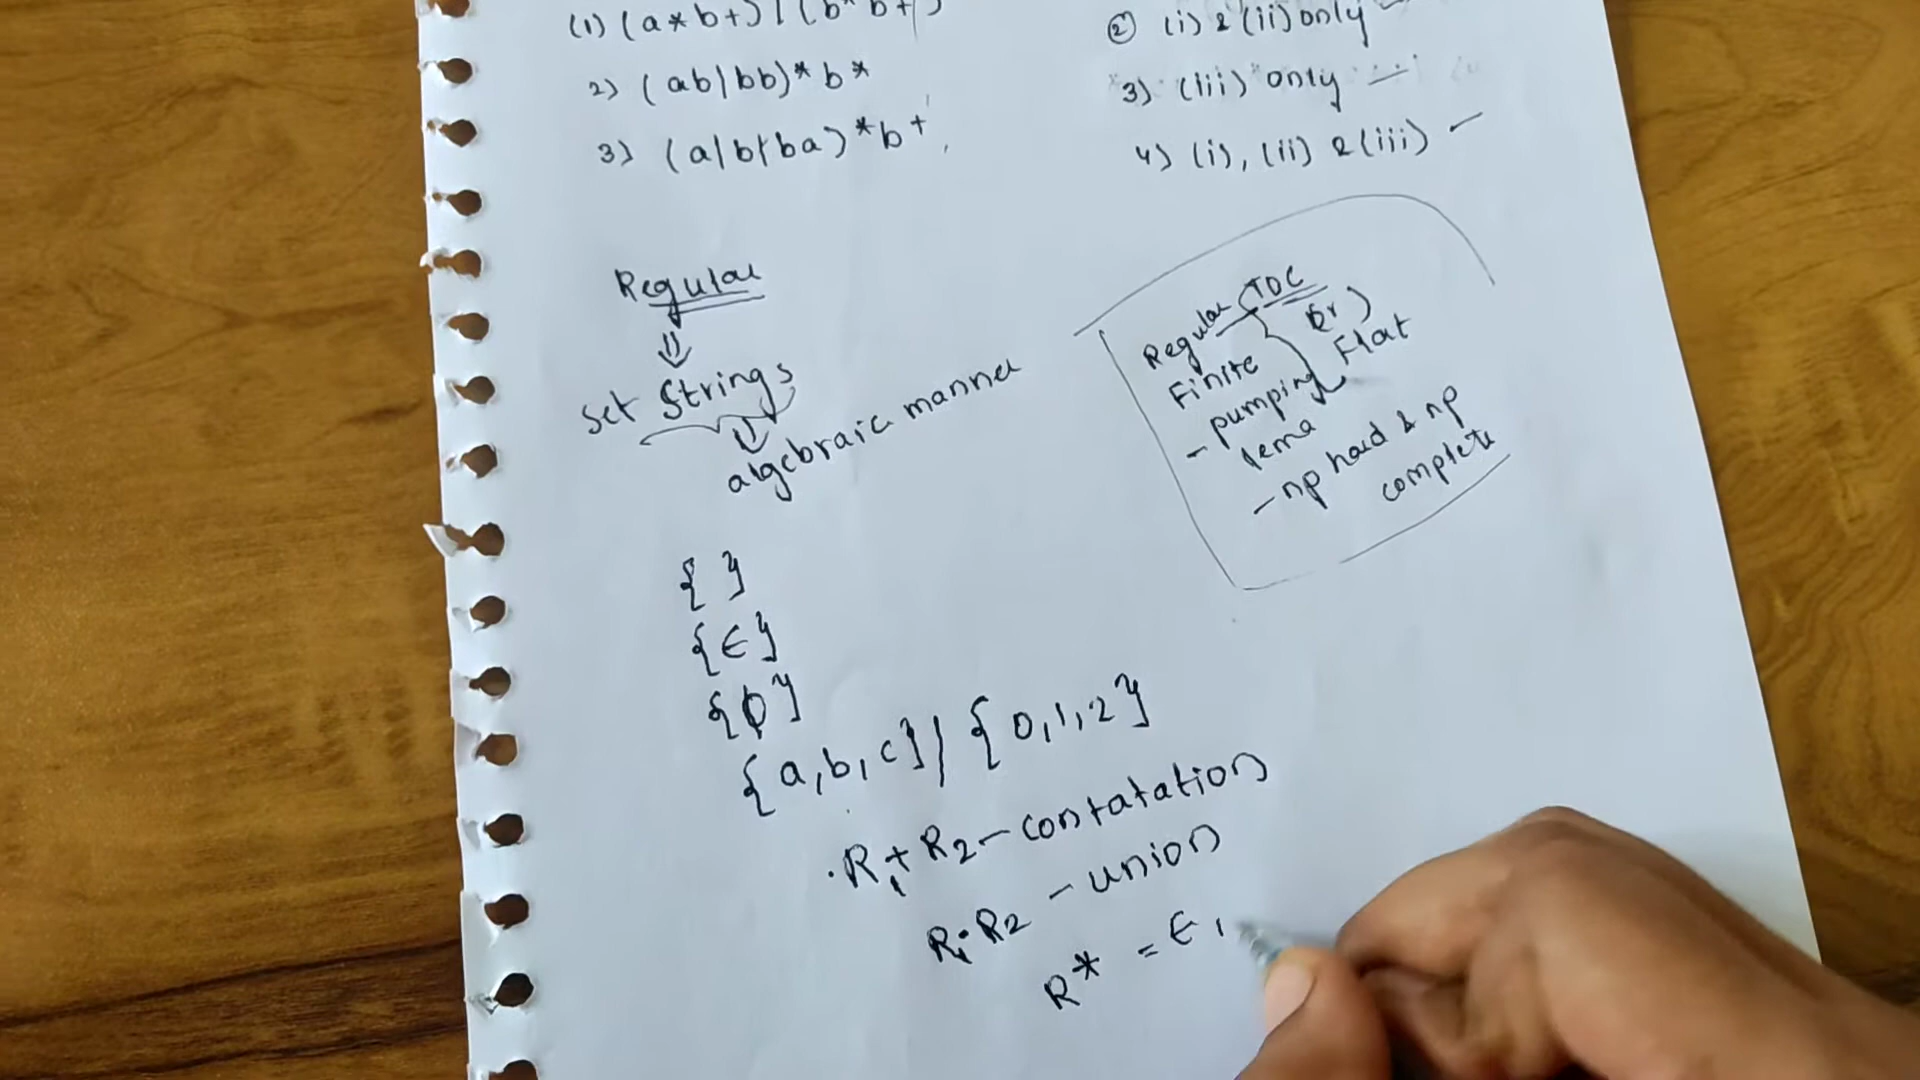 (1) (a*b+) | (b*b+)
2) (ab|bb)*b*
3) (a|b|ba)*b+
② (i) & (ii) only
3) (iii) only
4) (i), (ii) & (iii)
Regular
Set Strings
algebraic manner
Regular (TOC
Finite (or)
- pumping Flat
lema
- np hard & np
complete
{ }
{ϵ}
{ϕ}
{a,b,c} / {0,1,2}
.R1+R2 - contatation
R1.R2 - union
R* = ϵ,